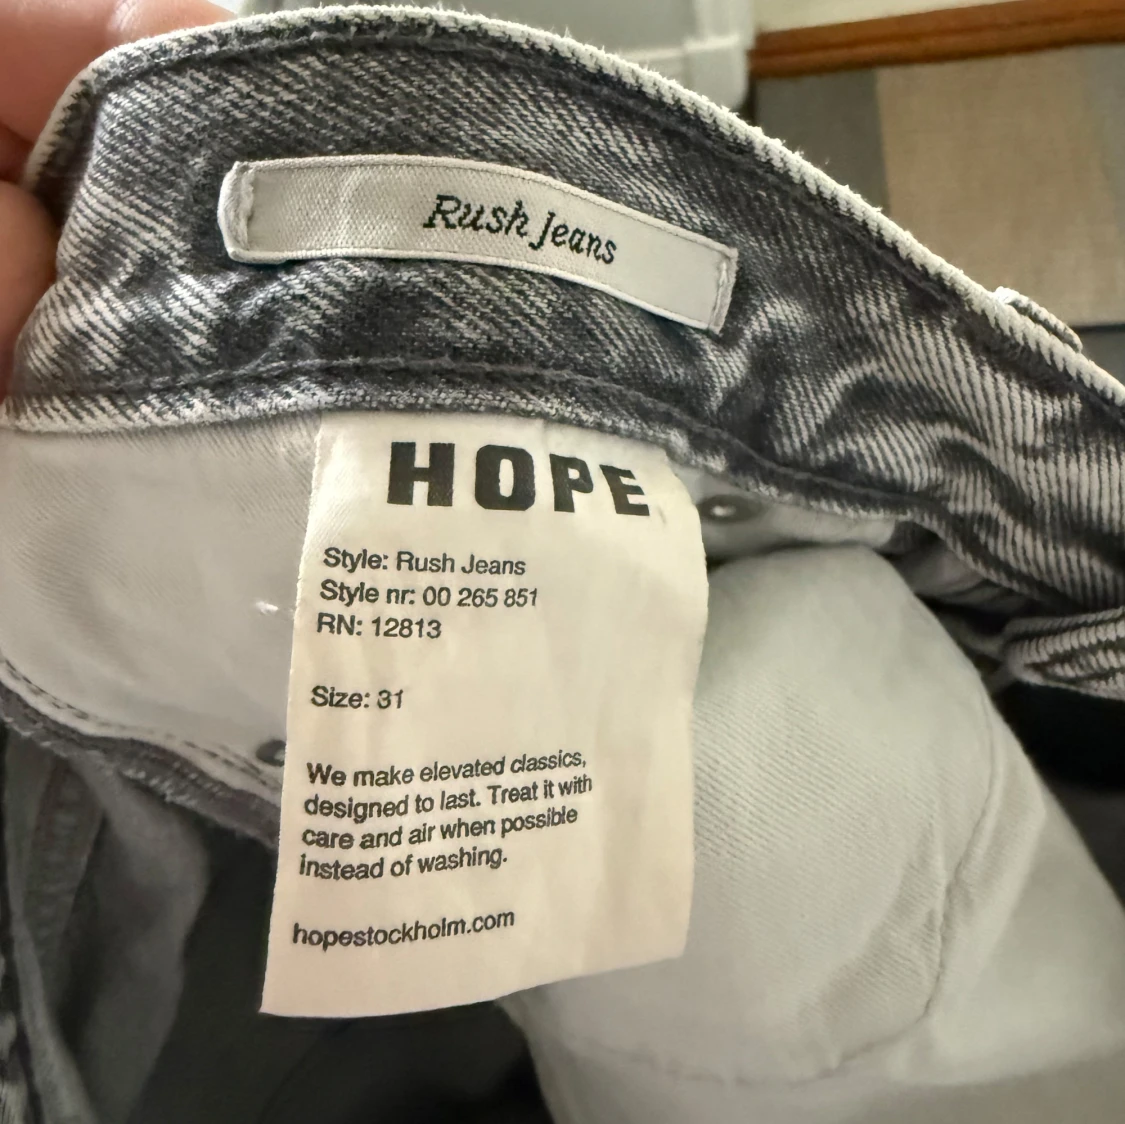 Rush Jeans
HOPE
Style: Rush Jeans
Style nr: 00 265 851
RN: 12813
Size: 31
We make elevated classics,
designed to last. Treat it with
care and air when possible
instead of washing.
hopestockholm.com